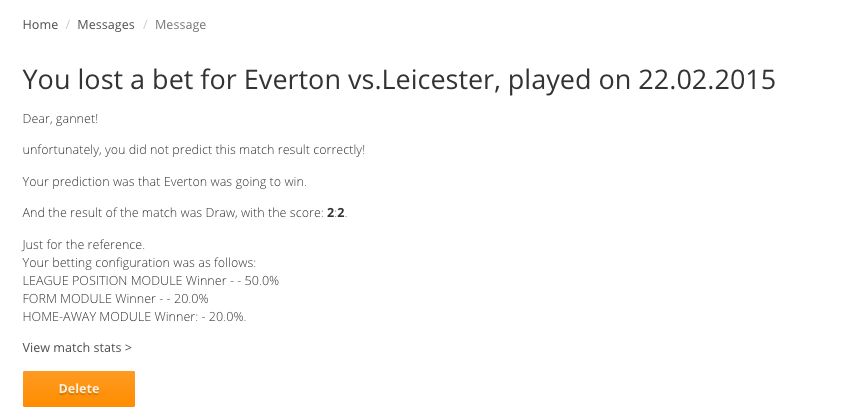 Home / Messages / Message
You lost a bet for Everton vs.Leicester, played on 22.02.2015
Dear, gannet!
unfortunately, you did not predict this match result correctly!
Your prediction was that Everton was going to win.
And the result of the match was Draw, with the score: 2:2.
Just for the reference.
Your betting configuration was as follows:
LEAGUE POSITION MODULE Winner - - 50.0%
FORM MODULE Winner - - 20.0%
HOME-AWAY MODULE Winner: - 20.0%.
View match stats >
Delete